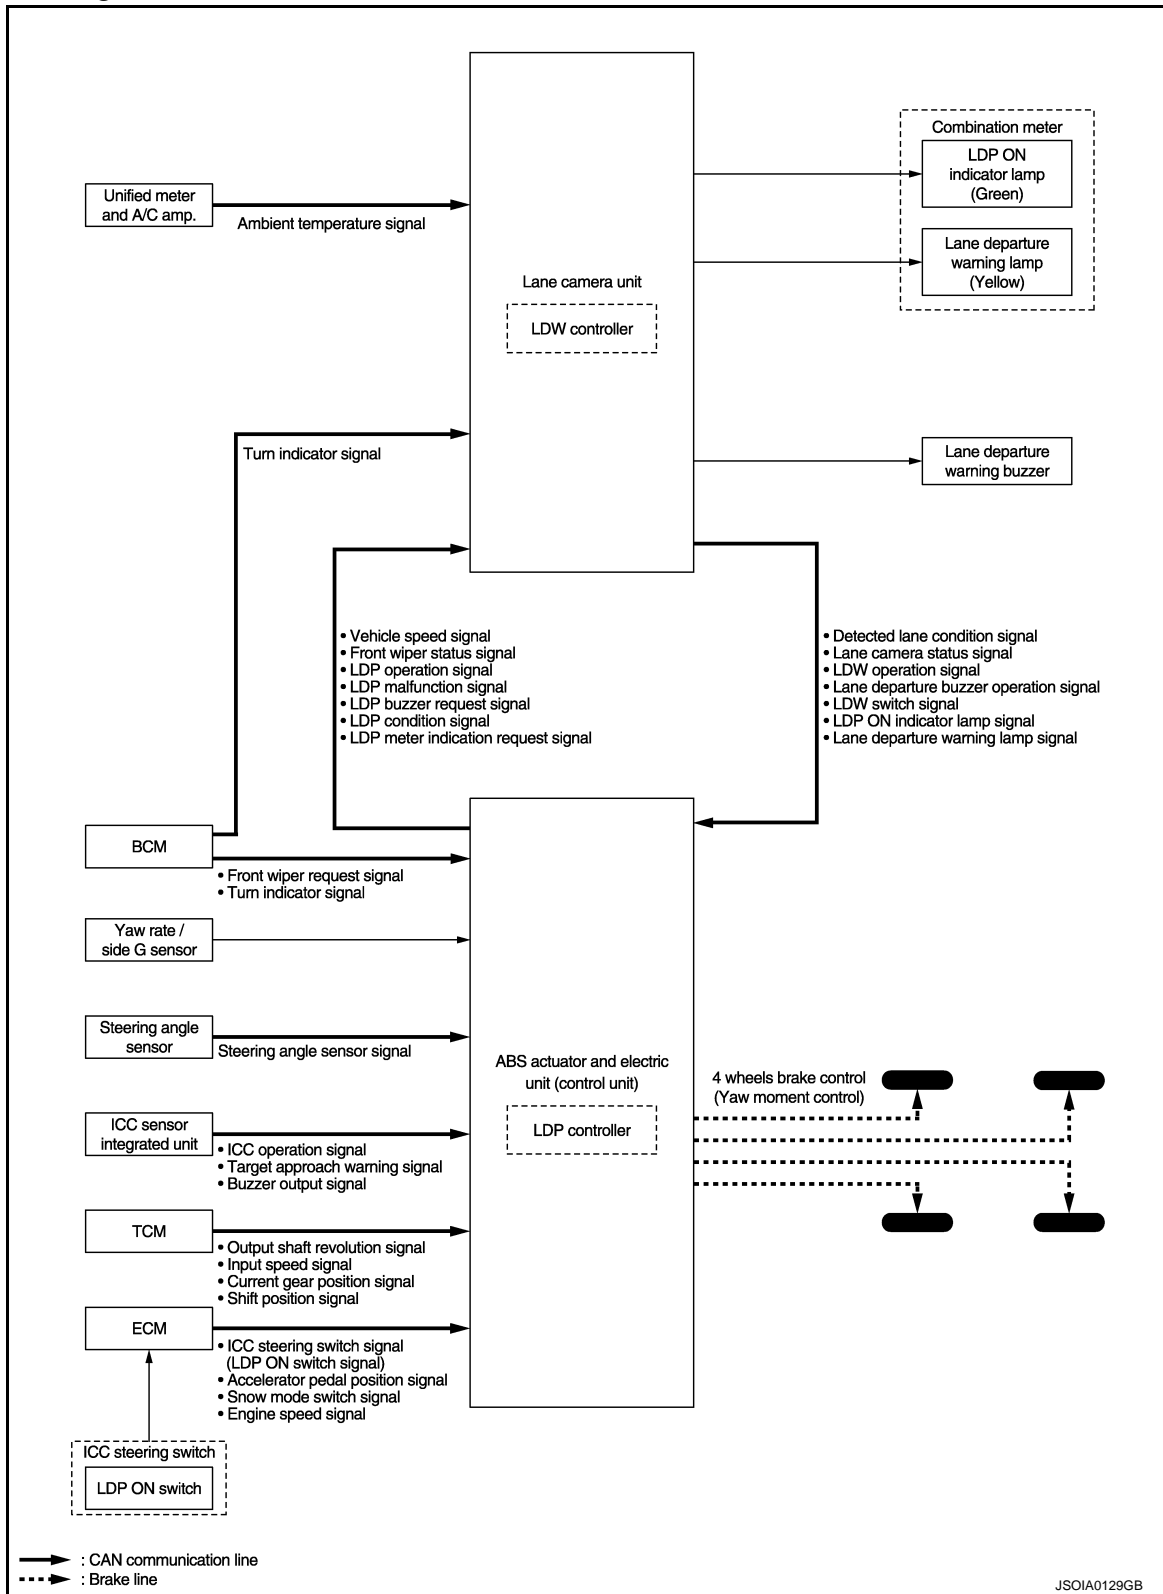 Combination meter
LDP ON
indicator lamp
(Green)
Lane departure
warning lamp
(Yellow)
Unified meter
and A/C amp.
Ambient temperature signal
Lane camera unit
LDW controller
Turn indicator signal
Lane departure
warning buzzer
• Vehicle speed signal
• Front wiper status signal
• LDP operation signal
• LDP malfunction signal
• LDP buzzer request signal
• LDP condition signal
• LDP meter indication request signal
• Detected lane condition signal
• Lane camera status signal
• LDW operation signal
• Lane departure buzzer operation signal
• LDW switch signal
• LDP ON indicator lamp signal
• Lane departure warning lamp signal
BCM
• Front wiper request signal
• Turn indicator signal
Yaw rate /
side G sensor
Steering angle
sensor
Steering angle sensor signal
ABS actuator and electric
unit (control unit)
LDP controller
4 wheels brake control
(Yaw moment control)
ICC sensor
integrated unit
• ICC operation signal
• Target approach warning signal
• Buzzer output signal
TCM
• Output shaft revolution signal
• Input speed signal
• Current gear position signal
• Shift position signal
ECM
• ICC steering switch signal
(LDP ON switch signal)
• Accelerator pedal position signal
• Snow mode switch signal
• Engine speed signal
ICC steering switch
LDP ON switch
: CAN communication line
: Brake line
JSOIA0129GB